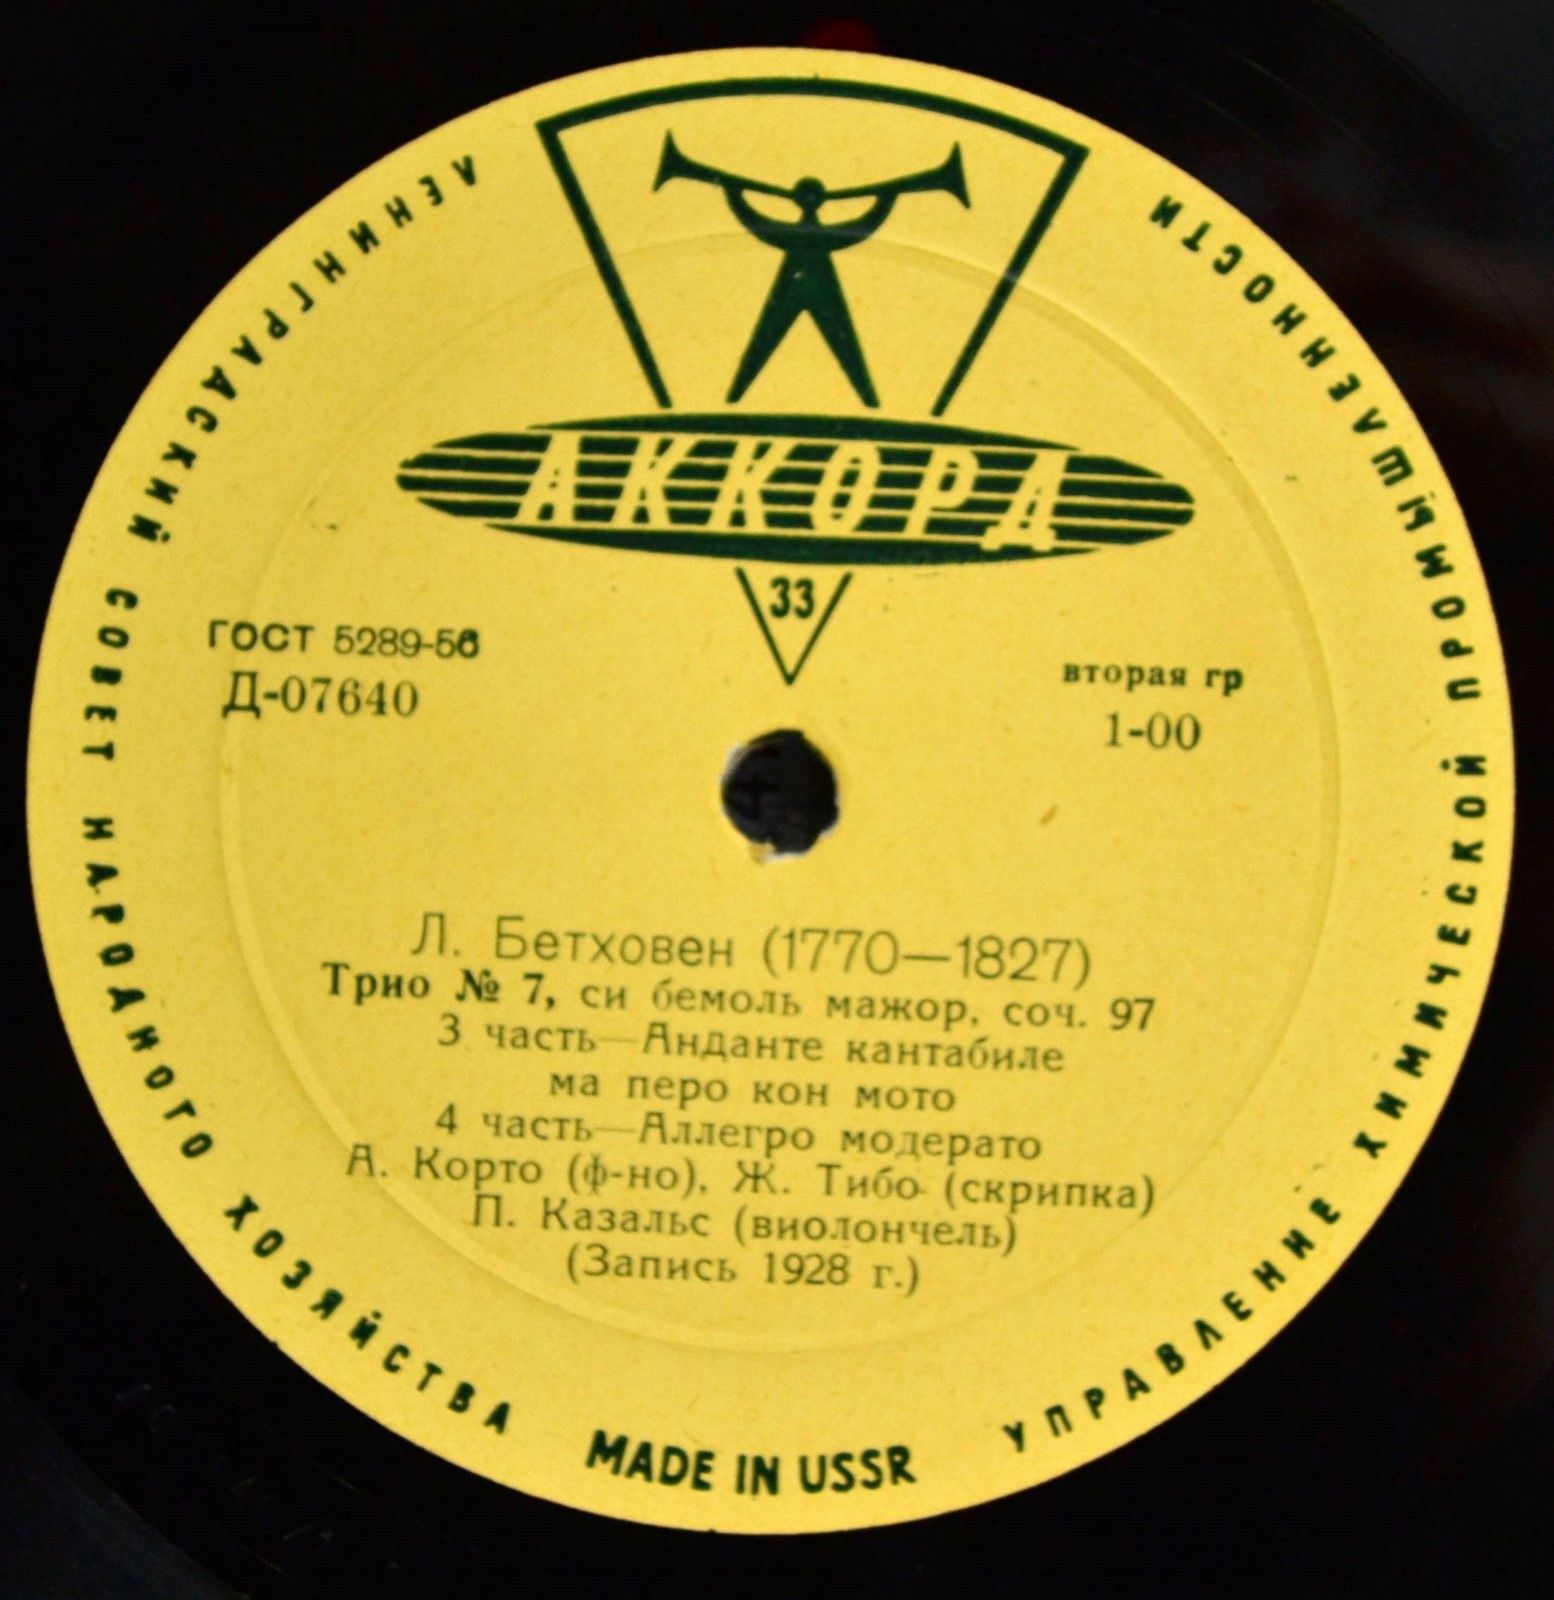 ЛЕНИНГРАДСКИЙ СОВЕТ НАРОДНОГО ХОЗЯЙСТВА
УПРАВЛЕНИЕ ХИМИЧЕСКОЙ ПРОМЫШЛЕННОСТИ
АККОРД
33
ГОСТ 5289-56
Д-07640
вторая гр
1-00
Л. Бетховен (1770—1827)
Трио № 7, си бемоль мажор, соч. 97
3 часть—Анданте кантабиле
ма перо кон мото
4 часть—Аллегро модерато
А. Корто (ф-но), Ж. Тибо (скрипка)
П. Казальс (виолончель)
(Запись 1928 г.)
MADE IN USSR